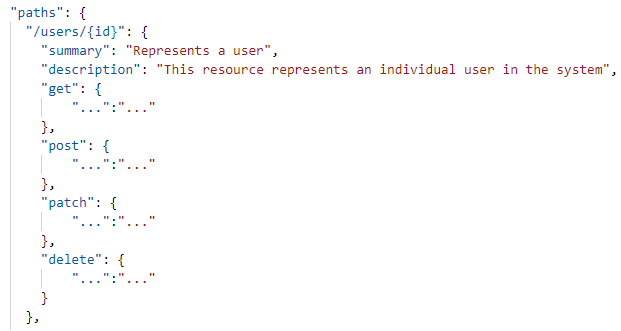 "paths": {
"/users/{id}": {
"summary": "Represents a user",
"description": "This resource represents an individual user in the system",
"get": {
"...":"..."
},
"post": {
"...":"..."
},
"patch": {
"...":"..."
},
"delete": {
"...":"..."
}
},